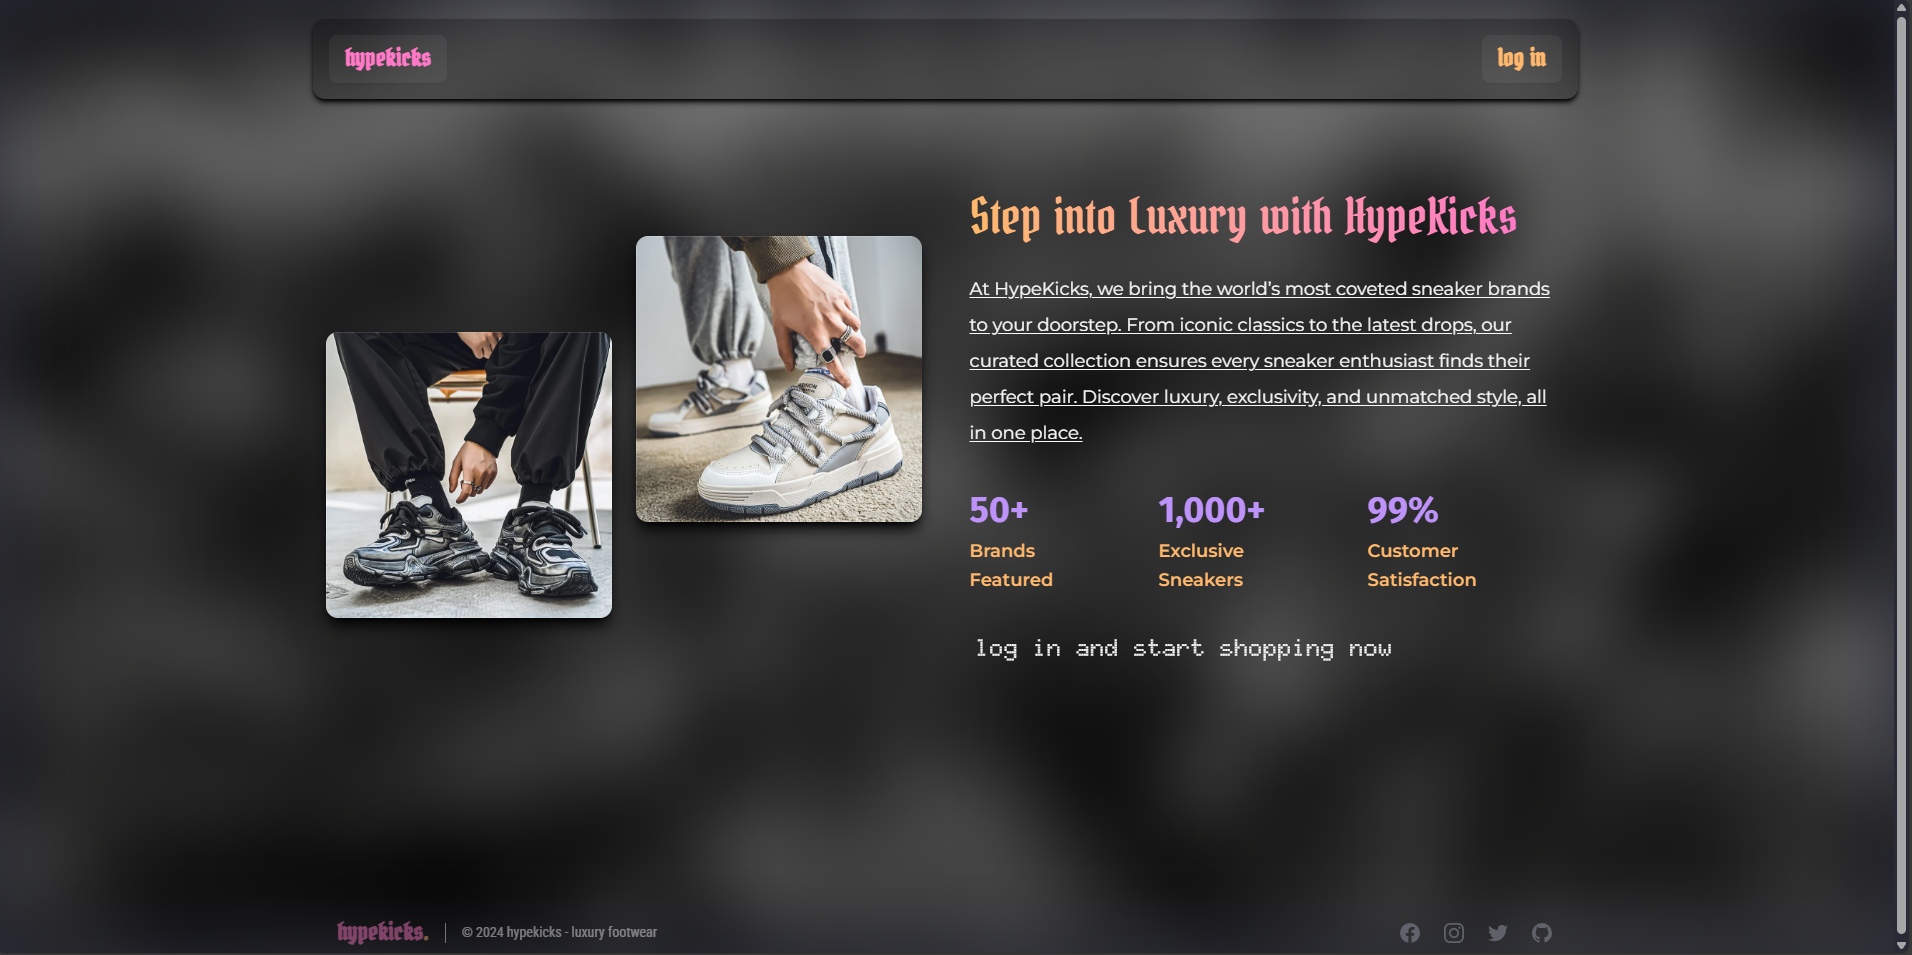 hypekicks
log in
Step into Luxury with HypeKicks
At HypeKicks, we bring the world's most coveted sneaker brands
to your doorstep. From iconic classics to the latest drops, our
curated collection ensures every sneaker enthusiast finds their
perfect pair. Discover luxury, exclusivity, and unmatched style, all
in one place.
50+
Brands
Featured
1,000+
Exclusive
Sneakers
99%
Customer
Satisfaction
log in and start shopping now
hypekicks.
© 2024 hypekicks - luxury footwear